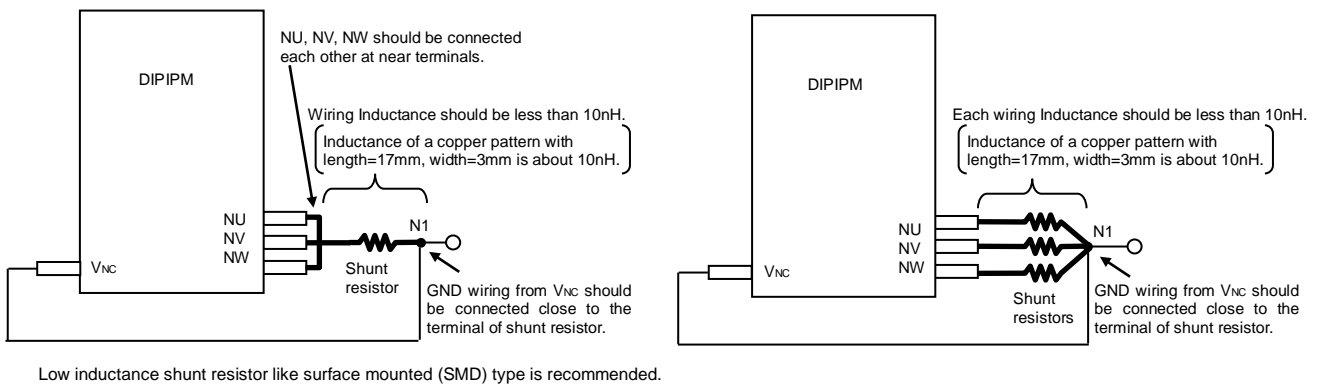 NU, NV, NW should be connected
each other at near terminals.
DIPIPM
Wiring Inductance should be less than 10nH.
Inductance of a copper pattern with
length=17mm, width=3mm is about 10nH.
NU
NV
NW
N1
VNC
Shunt
resistor
GND wiring from VNC should
be connected close to the
terminal of shunt resistor.
DIPIPM
Each wiring Inductance should be less than 10nH.
Inductance of a copper pattern with
length=17mm, width=3mm is about 10nH.
NU
NV
NW
N1
VNC
Shunt
resistors
GND wiring from VNC should
be connected close to the
terminal of shunt resistor.
Low inductance shunt resistor like surface mounted (SMD) type is recommended.